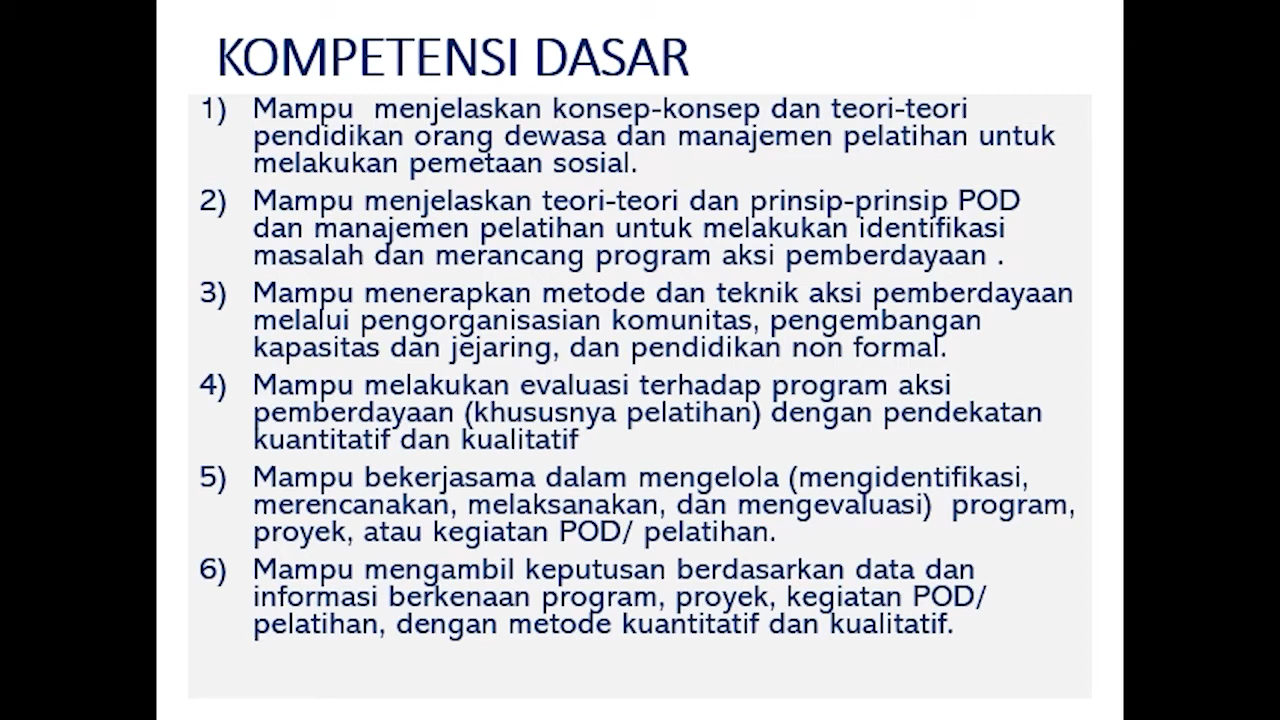 KOMPETENSI DASAR
1) Mampu menjelaskan konsep-konsep dan teori-teori
pendidikan orang dewasa dan manajemen pelatihan untuk
melakukan pemetaan sosial.
2) Mampu menjelaskan teori-teori dan prinsip-prinsip POD
dan manajemen pelatihan untuk melakukan identifikasi
masalah dan merancang program aksi pemberdayaan .
3) Mampu menerapkan metode dan teknik aksi pemberdayaan
melalui pengorganisasian komunitas, pengembangan
kapasitas dan jejaring, dan pendidikan non formal.
4) Mampu melakukan evaluasi terhadap program aksi
pemberdayaan (khususnya pelatihan) dengan pendekatan
kuantitatif dan kualitatif
5) Mampu bekerjasama dalam mengelola (mengidentifikasi,
merencanakan, melaksanakan, dan mengevaluasi) program,
proyek, atau kegiatan POD/ pelatihan.
6) Mampu mengambil keputusan berdasarkan data dan
informasi berkenaan program, proyek, kegiatan POD/
pelatihan, dengan metode kuantitatif dan kualitatif.